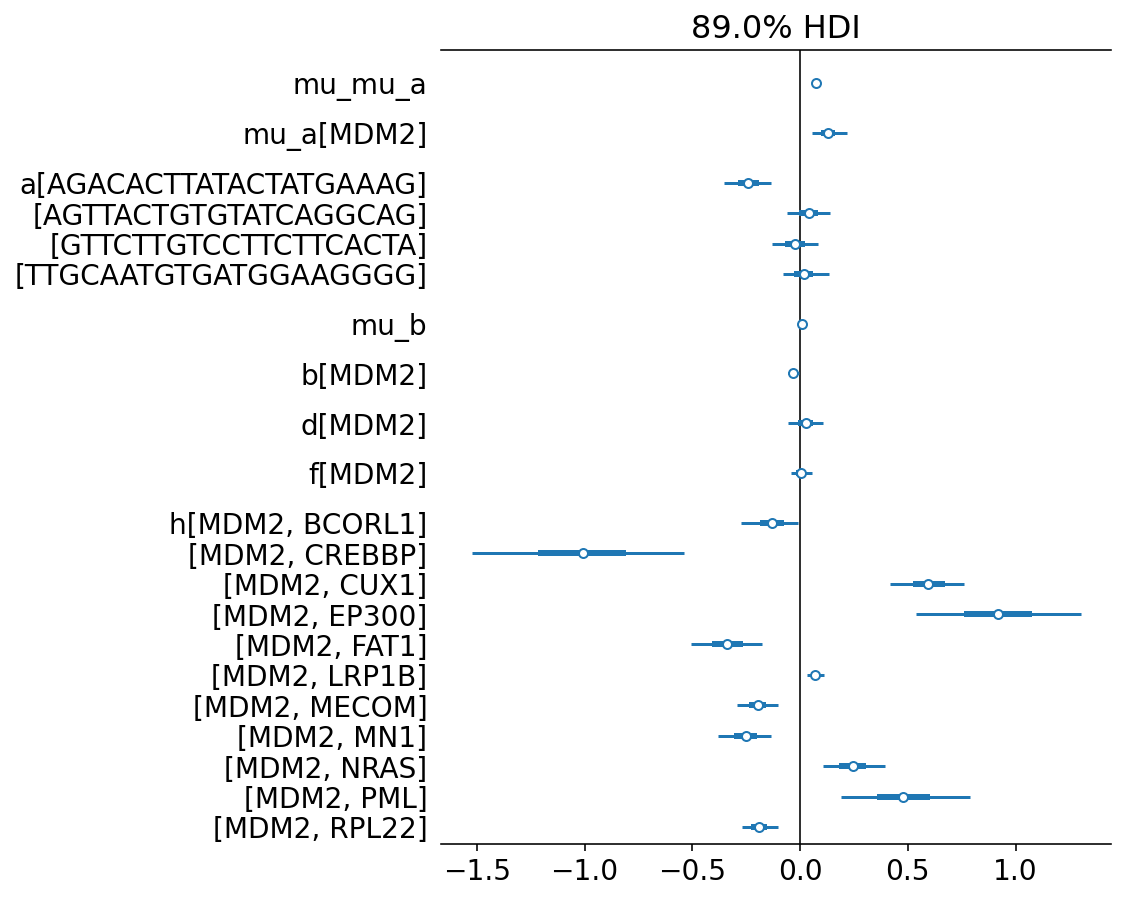 89.0% HDI
mu_mu_a
mu_a[MDM2]
a[AGACACTTATACTATGAAAG]
[AGTTACTGTGTATCAGGCAG]
[GTTCTTGTCCTTCTTCACTA]
[TTGCAATGTGATGGAAGGGG]
mu_b
b[MDM2]
d[MDM2]
f[MDM2]
h[MDM2, BCORL1]
[MDM2, CREBBP]
[MDM2, CUX1]
[MDM2, EP300]
[MDM2, FAT1]
[MDM2, LRP1B]
[MDM2, MECOM]
[MDM2, MN1]
[MDM2, NRAS]
[MDM2, PML]
[MDM2, RPL22]
−1.5 −1.0 −0.5 0.0 0.5 1.0